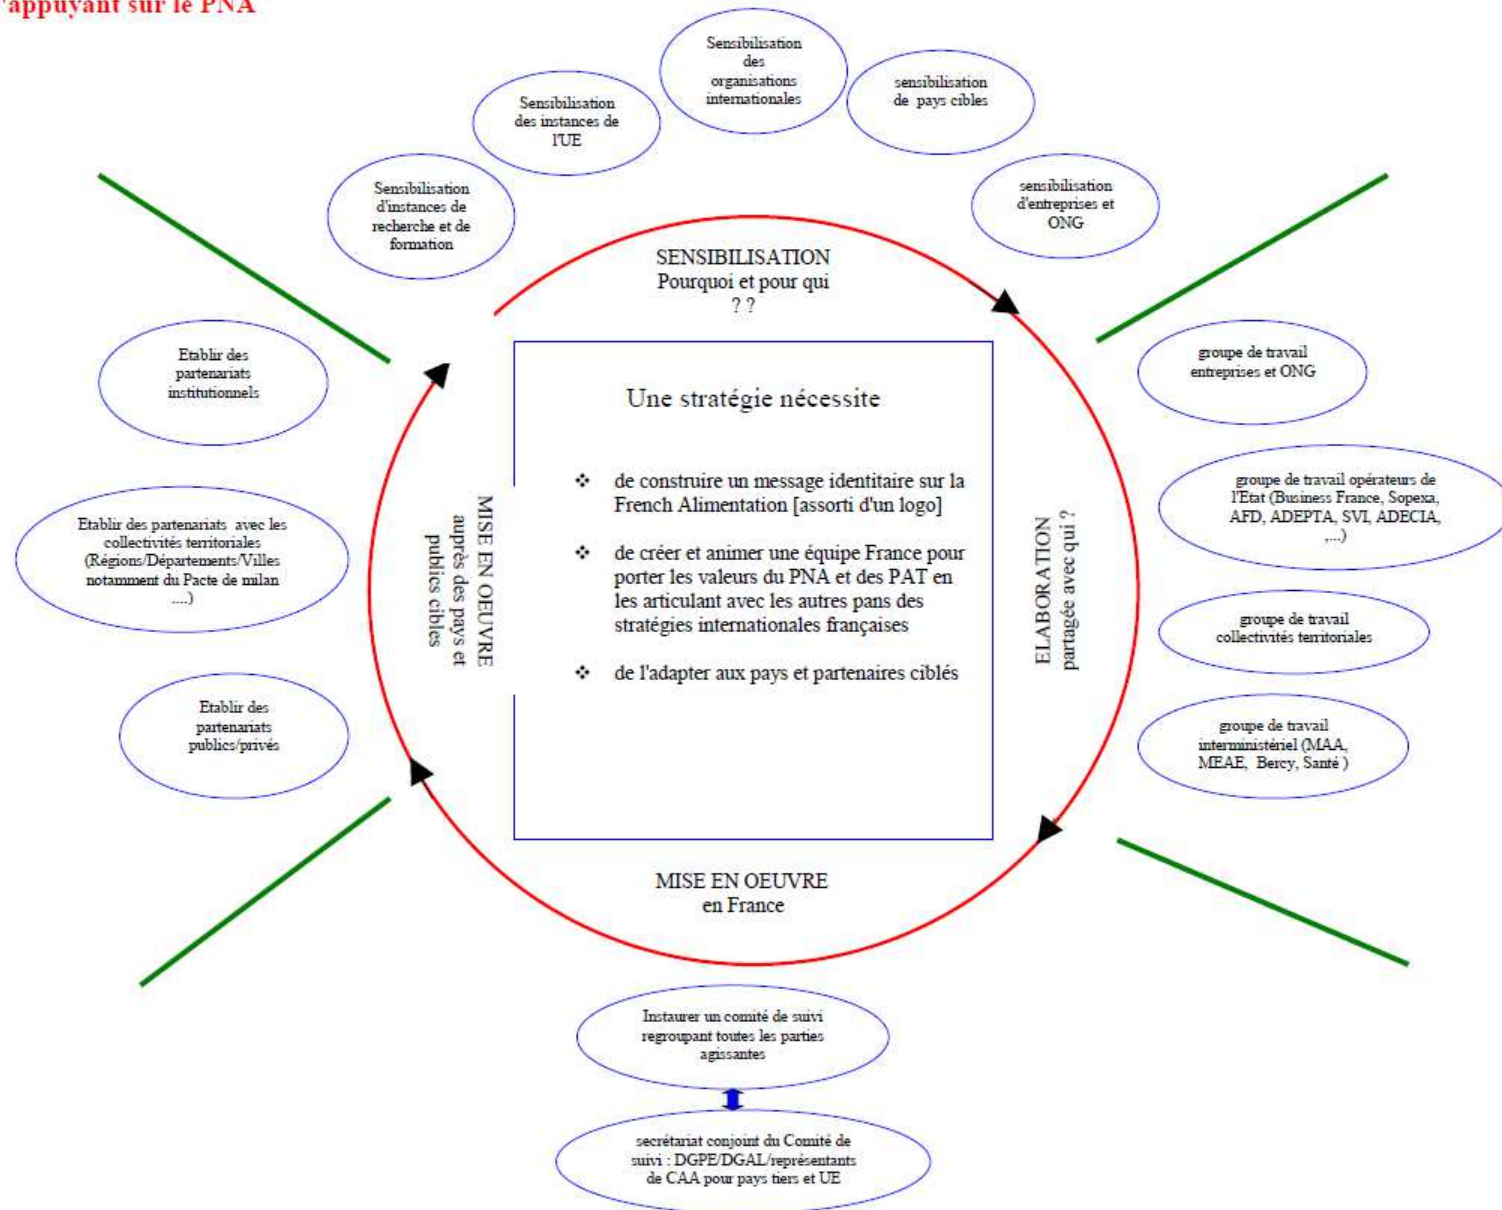 'appuyant sur le PNA
Sensibilisation
des
organisations
internationales
Sensibilisation
des instances de
l'UE
sensibilisation
de pays cibles
Sensibilisation
d'instances de
recherche et de
formation
sensibilisation
d'entreprises et
ONG
SENSIBILISATION
Pourquoi et pour qui
? ?
Etablir des
partenariats
institutionnels
groupe de travail
entreprises et ONG
Une stratégie nécessite
❖ de construire un message identitaire sur la
French Alimentation [assorti d'un logo]
❖ de créer et animer une équipe France pour
porter les valeurs du PNA et des PAT en
les articulant avec les autres pans des
stratégies internationales françaises
❖ de l'adapter aux pays et partenaires ciblés
Etablir des partenariats avec les
collectivités territoriales
(Régions/Départements/Villes
notamment du Pacte de milan
....)
MISE EN OEUVRE
auprès des pays et
publics cibles
ELABORATION
partagée avec qui ?
groupe de travail opérateurs de
l'Etat (Business France, Sopexa,
AFD, ADEPTA, SVI, ADECIA,
,...)
groupe de travail
collectivités territoriales
Etablir des
partenariats
publics/privés
groupe de travail
interministériel (MAA,
MEAE, Bercy, Santé )
MISE EN OEUVRE
en France
Instaurer un comité de suivi
regroupant toutes les parties
agissantes
secrétariat conjoint du Comité de
suivi : DGPE/DGAL/représentants
de CAA pour pays tiers et UE